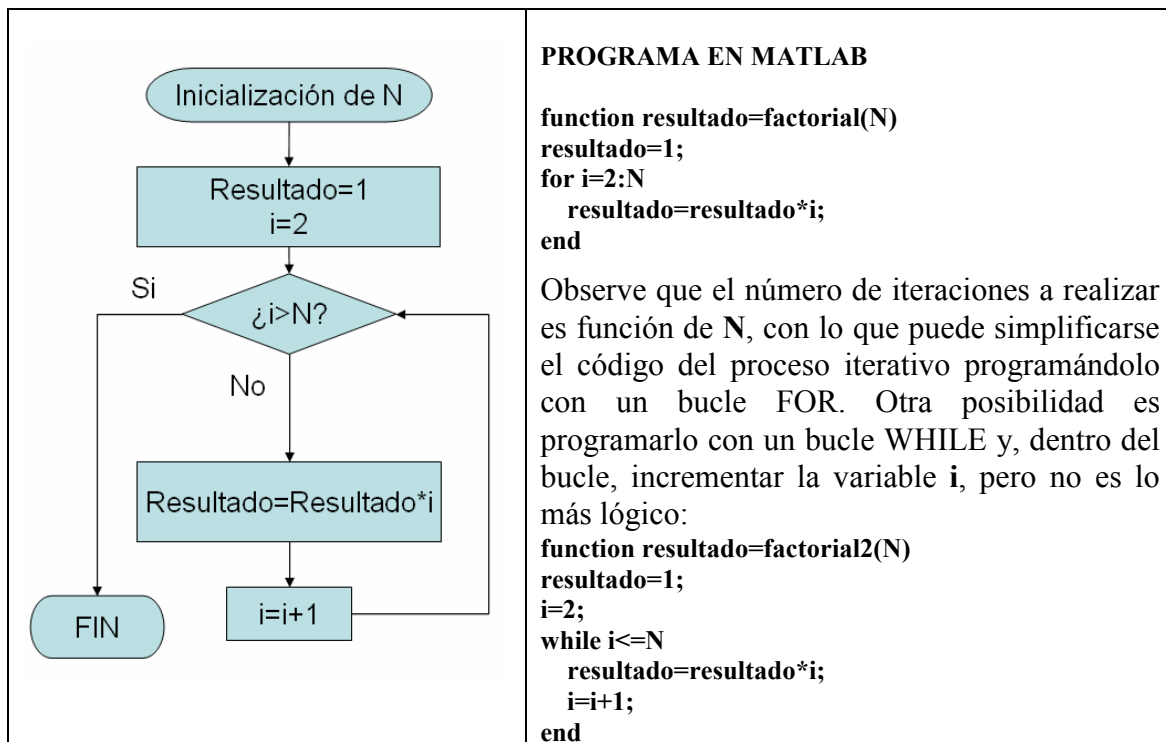 Inicialización de N
Resultado=1
i=2
Si
¿i>N?
No
Resultado=Resultado*i
i=i+1
FIN
PROGRAMA EN MATLAB
function resultado=factorial(N)
resultado=1;
for i=2:N
resultado=resultado*i;
end
Observe que el número de iteraciones a realizar
es función de N, con lo que puede simplificarse
el código del proceso iterativo programándolo
con un bucle FOR. Otra posibilidad es
programarlo con un bucle WHILE y, dentro del
bucle, incrementar la variable i, pero no es lo
más lógico:
function resultado=factorial2(N)
resultado=1;
i=2;
while i<=N
resultado=resultado*i;
i=i+1;
end